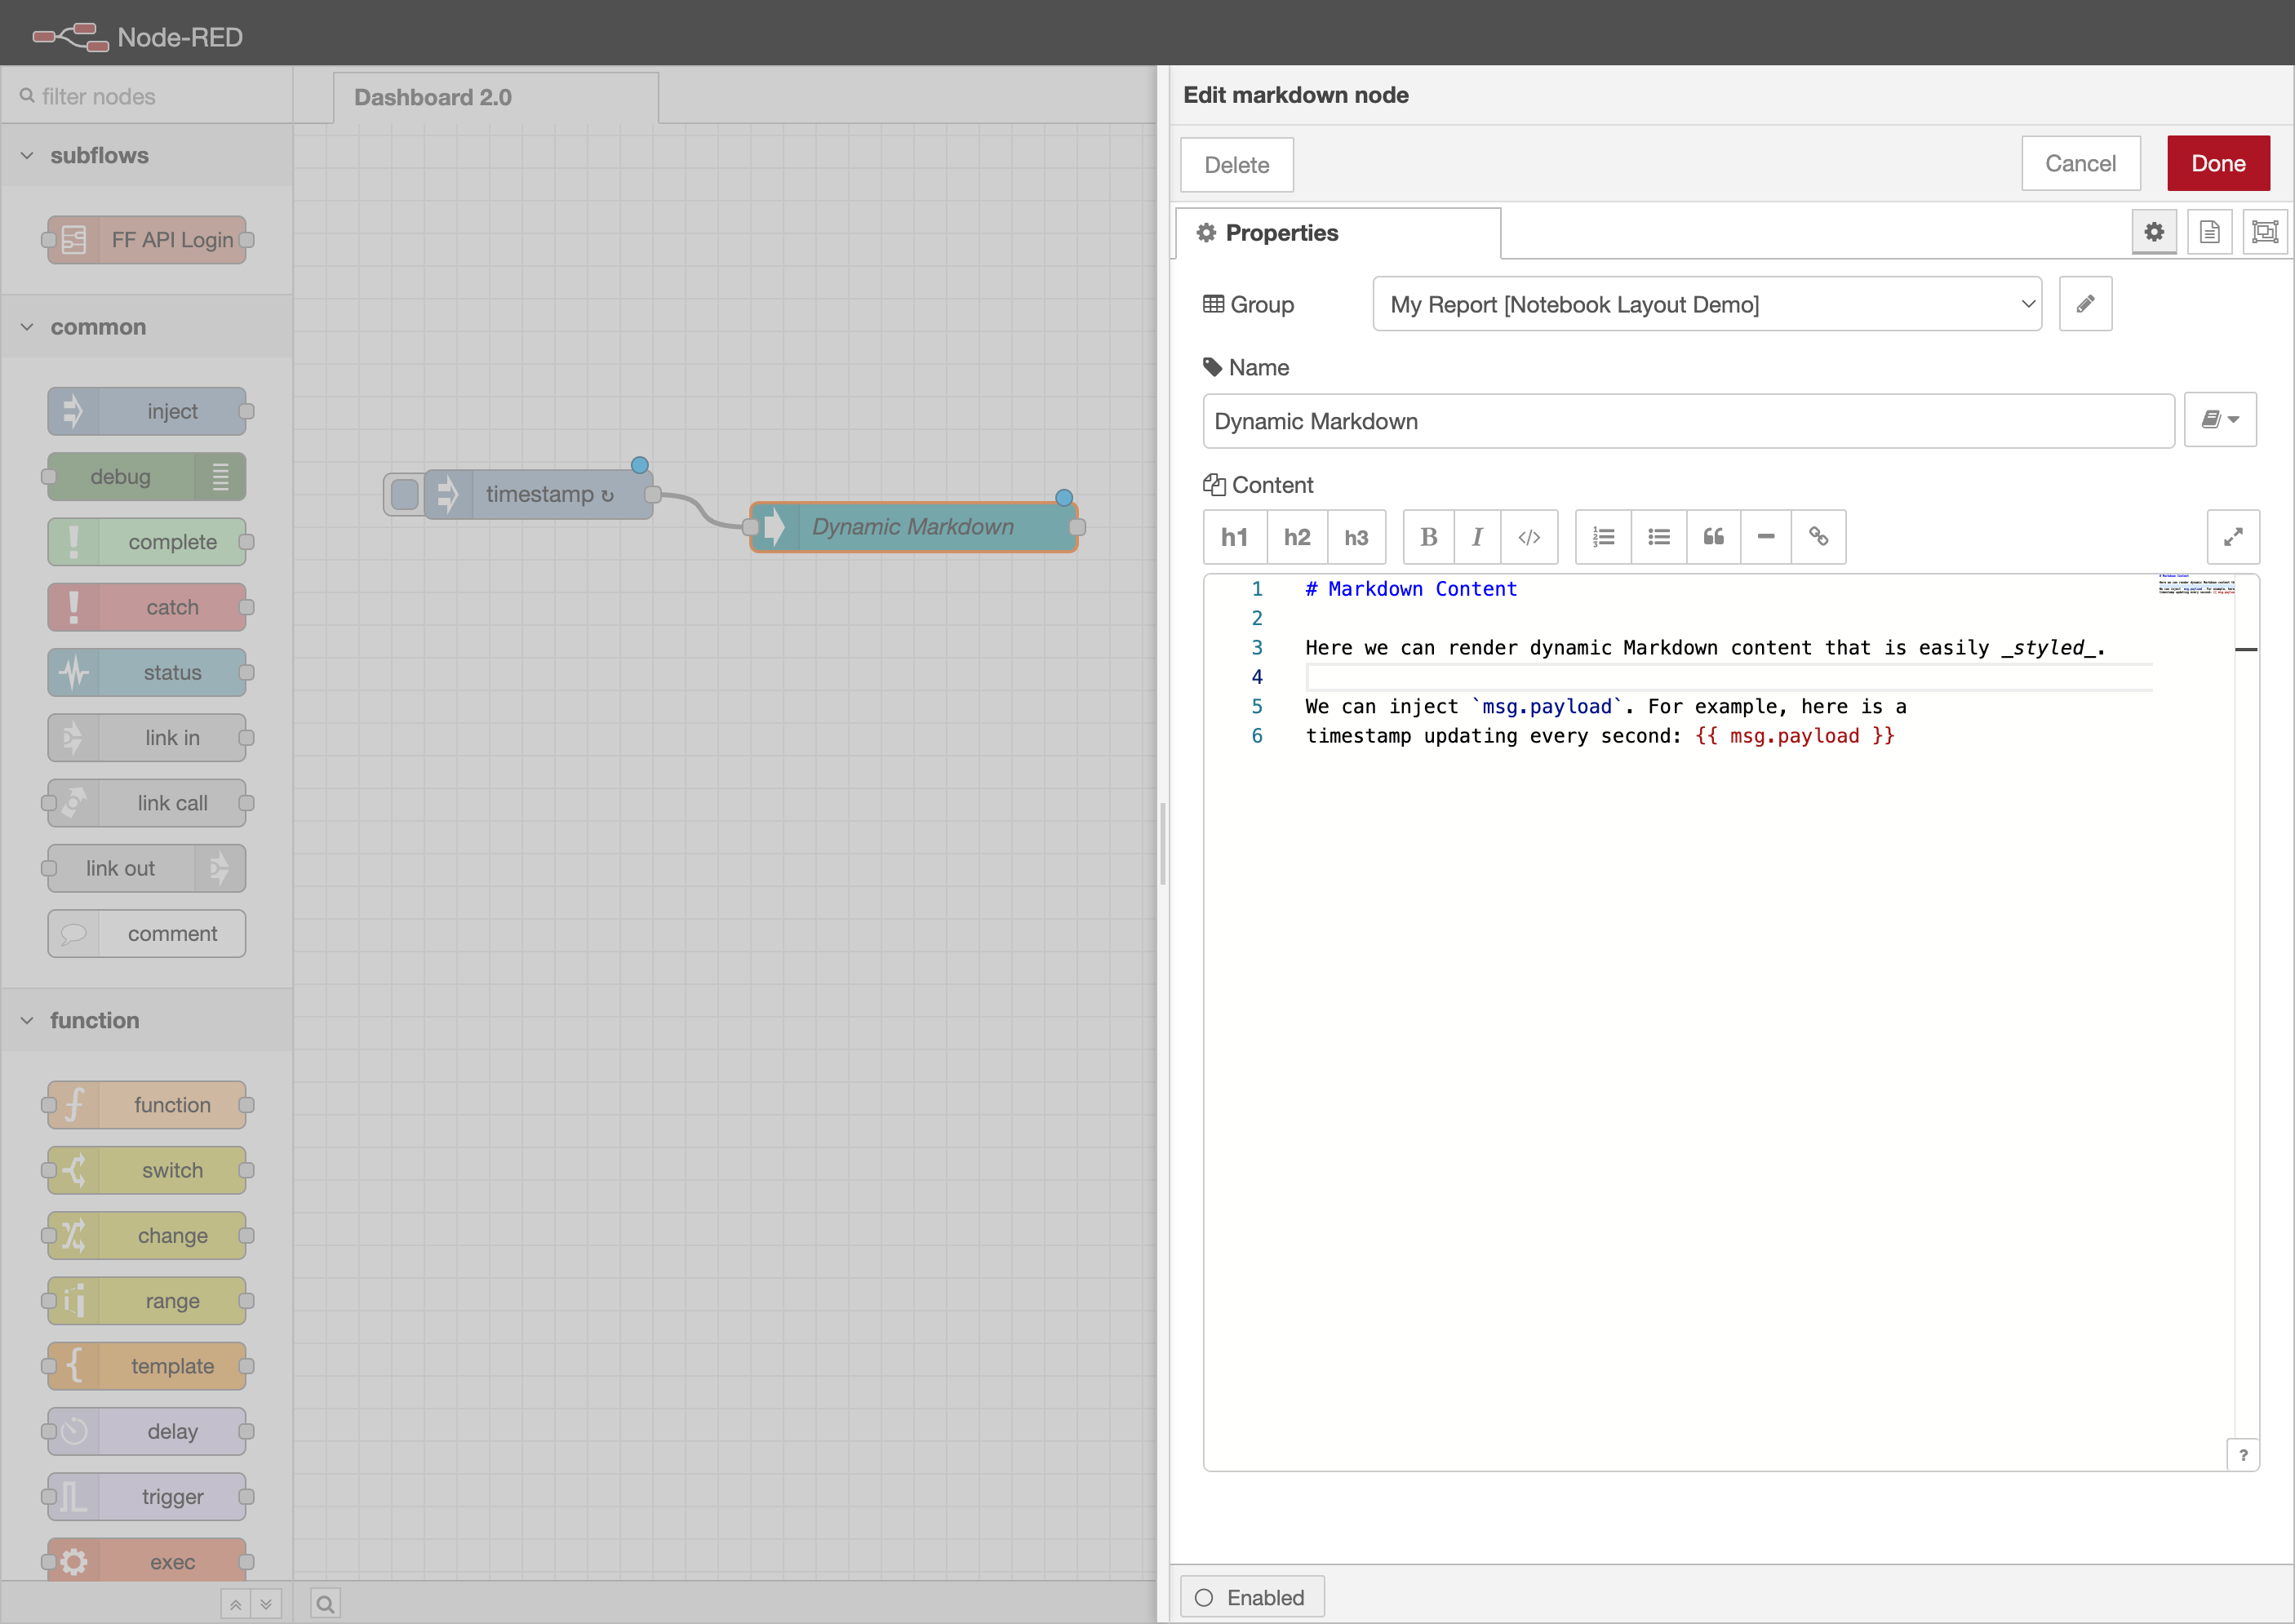 Node-RED
filter nodes
Dashboard 2.0
subflows
FF API Login
common
inject
debug
complete
catch
status
link in
link call
link out
comment
function
function
switch
change
range
template
delay
trigger
exec
timestamp ↻
Dynamic Markdown
Edit markdown node
Delete
Cancel
Done
Properties
Group
My Report [Notebook Layout Demo]
Name
Dynamic Markdown
Content
h1 h2 h3 B I </>
1 # Markdown Content
2
3 Here we can render dynamic Markdown content that is easily _styled_.
4
5 We can inject `msg.payload`. For example, here is a
6 timestamp updating every second: {{ msg.payload }}
?
Enabled